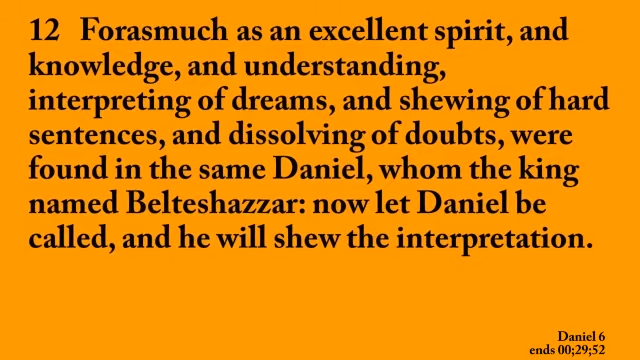 12 Forasmuch as an excellent spirit, and
knowledge, and understanding,
interpreting of dreams, and shewing of hard
sentences, and dissolving of doubts, were
found in the same Daniel, whom the king
named Belteshazzar: now let Daniel be
called, and he will shew the interpretation.
Daniel 6
ends 00;29;52